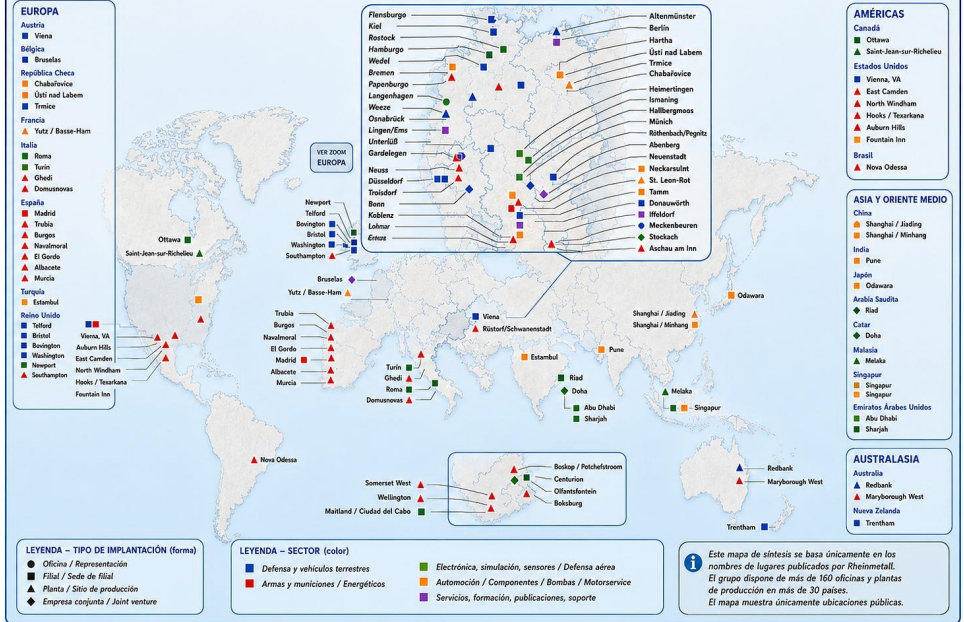 EUROPA
Austria
Viena
Bélgica
Bruselas
República Checa
Chabařovice
Ústí nad Labem
Trmice
Francia
Yutz / Basse-Ham
Italia
Roma
Turín
Ghedi
Domusnovas
España
Madrid
Trubia
Burgos
Navalmoral
El Gordo
Albacete
Murcia
Turquia
Estambul
Reino Unido
Telford
Bristol
Bovington
Washington
Newport
Southampton
Flensburgo
Kiel
Rostock
Hamburgo
Wedel
Bremen
Papenburgo
Langenhagen
Weeze
Osnabrück
Lingen/Ems
Unterlüß
Gardelegen
Neuss
Düsseldorf
Troisdorf
Bonn
Koblenz
Lohmar
Altenmünster
Berlín
Hartha
Ústí nad Labem
Trmice
Chabařovice
Heimertingen
Ismaning
Hallbergmoos
Múnich
Röthenbach/Pegnitz
Abenberg
Neuenstadt
Neckarsulnt
St. Leon-Rot
Tamm
Donauwörth
Iffeldorf
Meckenbeuren
Stockach
Aschau am Inn
VER ZOOM
EUROPA
AMÉRICAS
Canadá
Ottawa
Saint-Jean-sur-Richelieu
Estados Unidos
Vienna, VA
East Camden
North Windham
Hooks / Texarkana
Auburn Hills
Fountain Inn
Brasil
Nova Odessa
ASIA Y ORIENTE MEDIO
China
Shanghai / Jiading
Shanghai / Minhang
India
Pune
Japón
Odawara
Arabia Saudita
Riad
Catar
Doha
Malasia
Melaka
Singapur
Singapur
Singapur
Emiratos Árabes Unidos
Abu Dhabi
Sharjah
AUSTRALASIA
Australia
Redbank
Maryborough West
Nueva Zelanda
Trentham
Ottawa
Saint-Jean-sur-Richelieu
Vierna, VA
Auburn Hills
East Camden
North Windham
Hooks / Texarkana
Fountain Inn
Nova Odessa
Newport
Telford
Bovington
Bristol
Washington
Southampton
Bruselas
Yutz / Basse-Ham
Trubia
Burgos
Navalmoral
El Gordo
Madrid
Albacete
Murcia
Turín
Ghedi
Roma
Domusnovas
Viena
Rüstorf/Schwanenstadt
Estambul
Riad
Doha
Abu Dhabi
Sharjah
Pune
Odawara
Shanghai / Jiading
Shanghai / Minhang
Melaka
Singapur
Redbank
Maryborough West
Trentham
Somerset West
Wellington
Maitland / Ciudad del Cabo
Boskop / Potchefstroom
Centurion
Olfantsfontein
Boksburg
LEYENDA – TIPO DE IMPLANTACIÓN (forma)
Oficina / Representación
Filial / Sede de filial
Planta / Sitio de producción
Empresa conjunta / Joint venture
LEYENDA – SECTOR (color)
Defensa y vehículos terrestres
Armas y municiones / Energéticos
Electrónica, simulación, sensores / Defensa aérea
Automoción / Componentes / Bombas / Motorservice
Servicios, formación, publicaciones, soporte
Este mapa de síntesis se basa únicamente en los
nombres de lugares publicados por Rheinmetall.
El grupo dispone de más de 160 oficinas y plantas
de producción en más de 30 países.
El mapa muestra únicamente ubicaciones públicas.